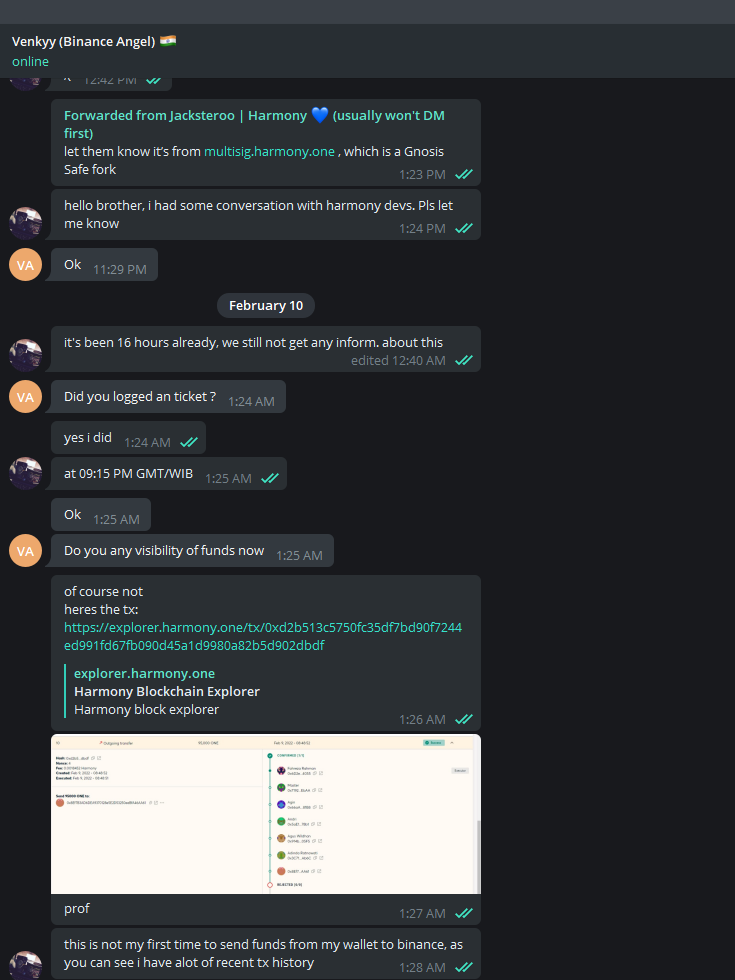 Venkyy (Binance Angel) 🇮🇳
online
12:42 PM
Forwarded from Jacksteroo | Harmony 💙 (usually won't DM
first)
let them know it's from multisig.harmony.one , which is a Gnosis
Safe fork
1:23 PM
hello brother, i had some conversation with harmony devs. Pls let
me know
1:24 PM
VA
Ok
11:29 PM
February 10
it's been 16 hours already, we still not get any inform. about this
edited 12:40 AM
VA
Did you logged an ticket ?
1:24 AM
yes i did
1:24 AM
at 09:15 PM GMT/WIB
1:25 AM
Ok
1:25 AM
VA
Do you any visibility of funds now
1:25 AM
of course not
heres the tx:
https://explorer.harmony.one/tx/0xd2b513c5750fc35df7bd90f7244
ed991fd67fb090d45a1d9980a82b5d902dbdf
explorer.harmony.one
Harmony Blockchain Explorer
Harmony block explorer
1:26 AM
Outgoing transfer
prof
1:27 AM
this is not my first time to send funds from my wallet to binance, as
you can see i have alot of recent tx history
1:28 AM